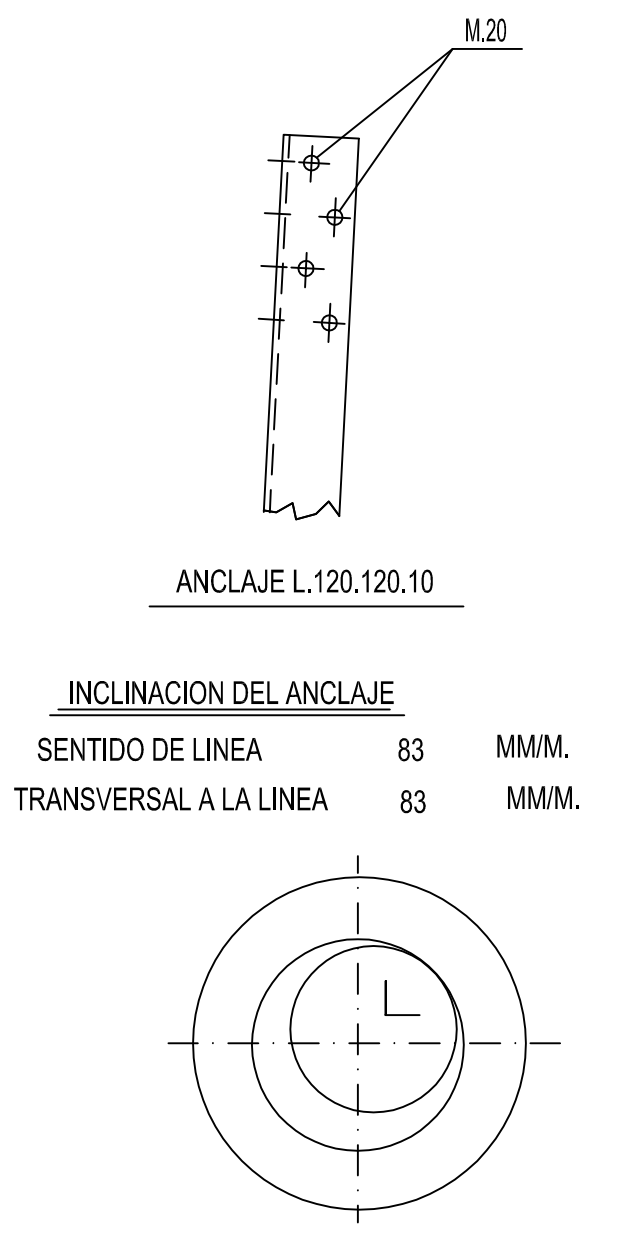 M.20
ANCLAJE L.120.120.10
INCLINACION DEL ANCLAJE
SENTIDO DE LINEA 83 MM/M.
TRANSVERSAL A LA LINEA 83 MM/M.